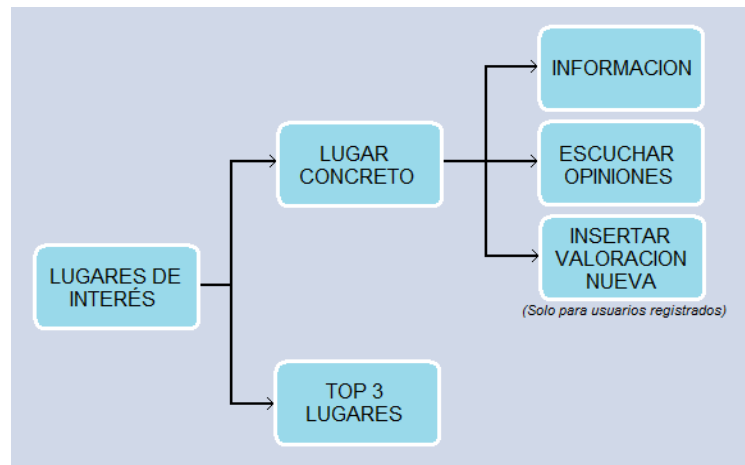 INFORMACION
LUGAR
CONCRETO
ESCUCHAR
OPINIONES
INSERTAR
VALORACION
NUEVA
(Solo para usuarios registrados)
LUGARES DE
INTERÉS
TOP 3
LUGARES